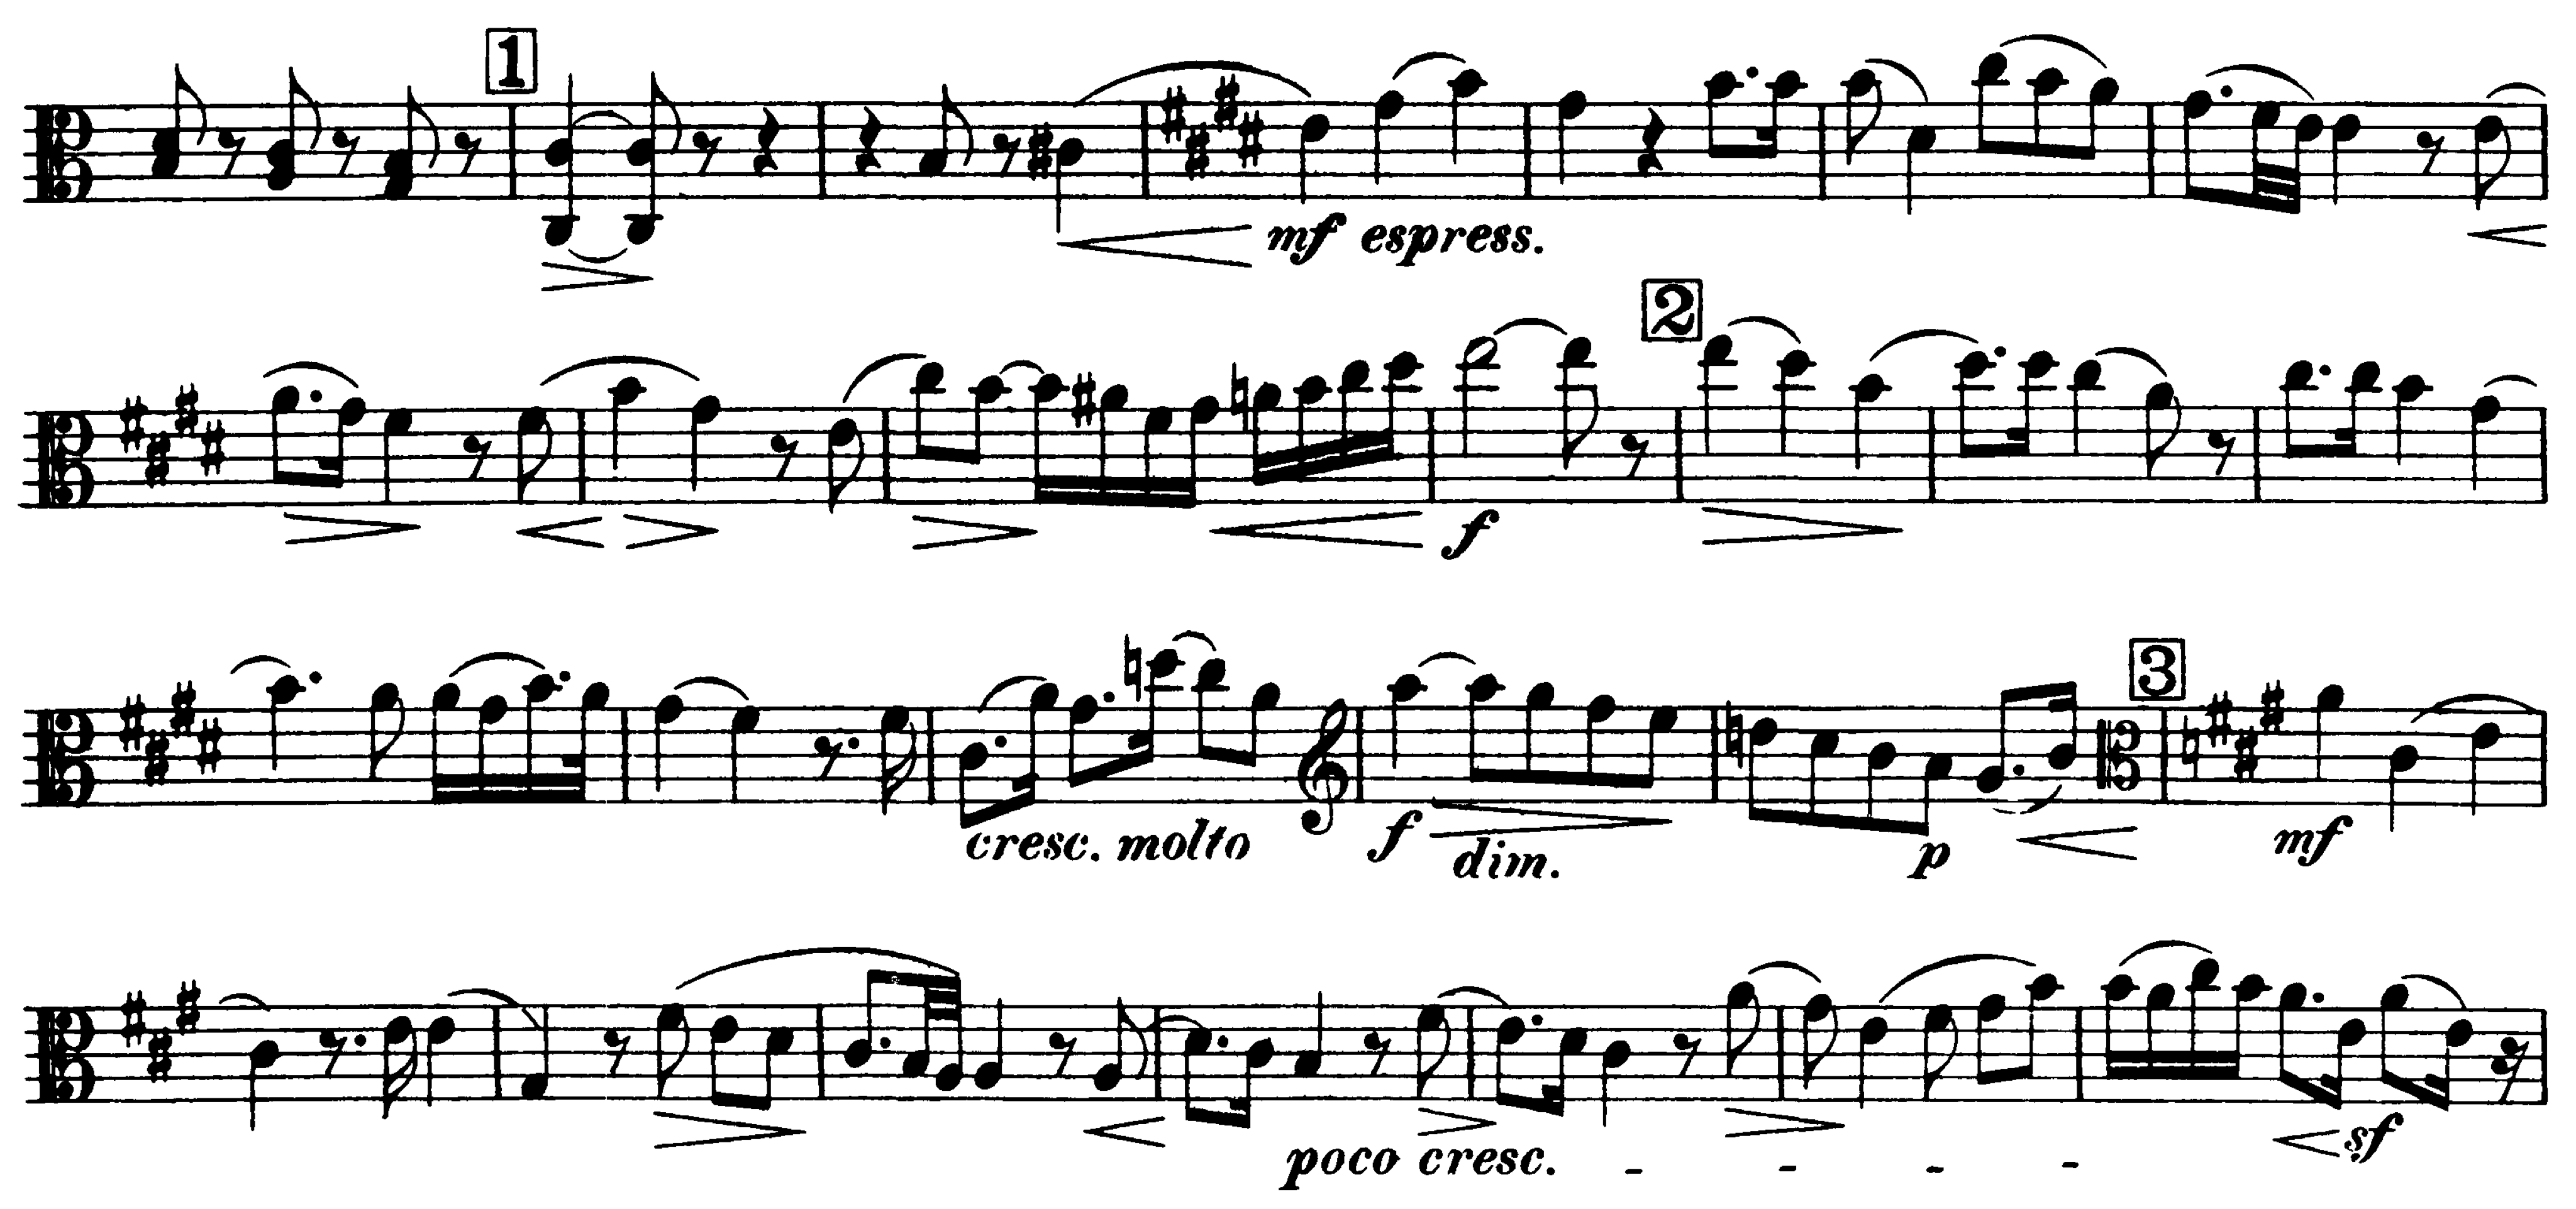 1
mf espress.
2
f
3
cresc. molto
f dim.
p
mf
poco cresc. - - - -
sf